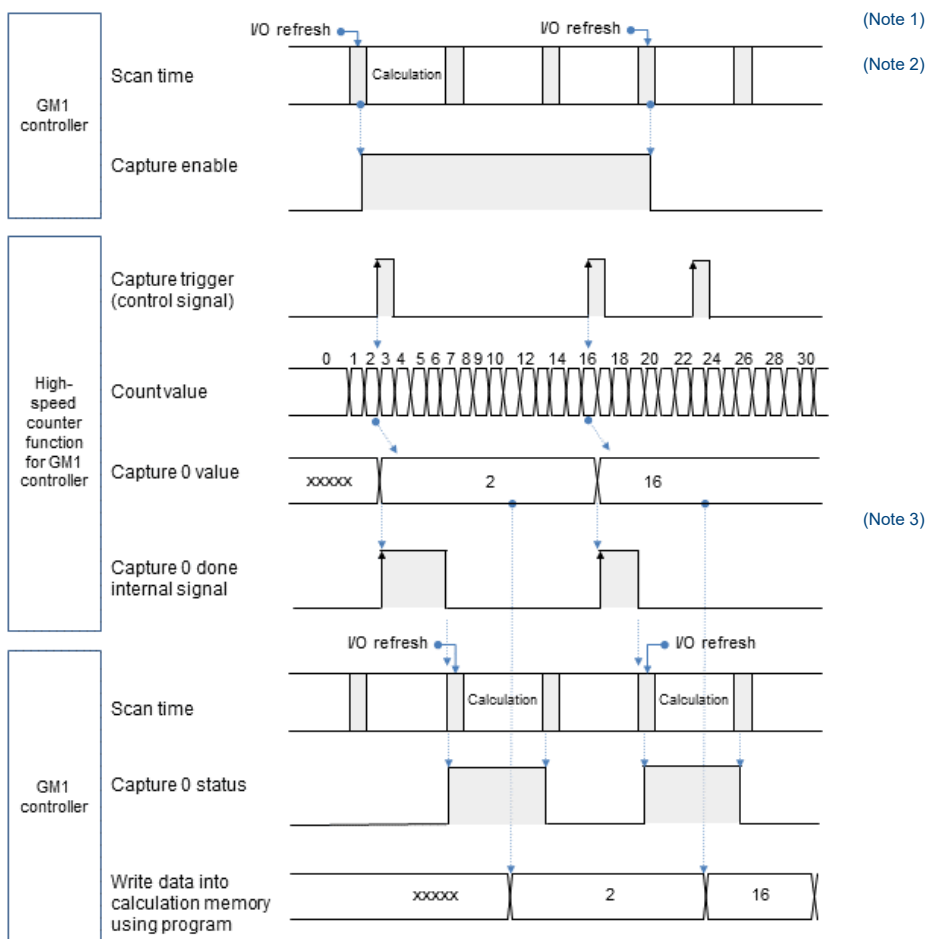 I/O refresh I/O refresh (Note 1)
Scan time Calculation (Note 2)
GM1
controller
Capture enable
Capture trigger
(control signal)
0 1 2 3 4 5 6 7 8 9 10 12 14 16 18 20 22 24 26 28 30
Count value
High-
speed
counter
function
for GM1
controller
Capture 0 value xxxxx 2 16
(Note 3)
Capture 0 done
internal signal
I/O refresh I/O refresh
Scan time Calculation Calculation
GM1
controller
Capture 0 status
Write data into
calculation memory
using program
xxxxx 2 16